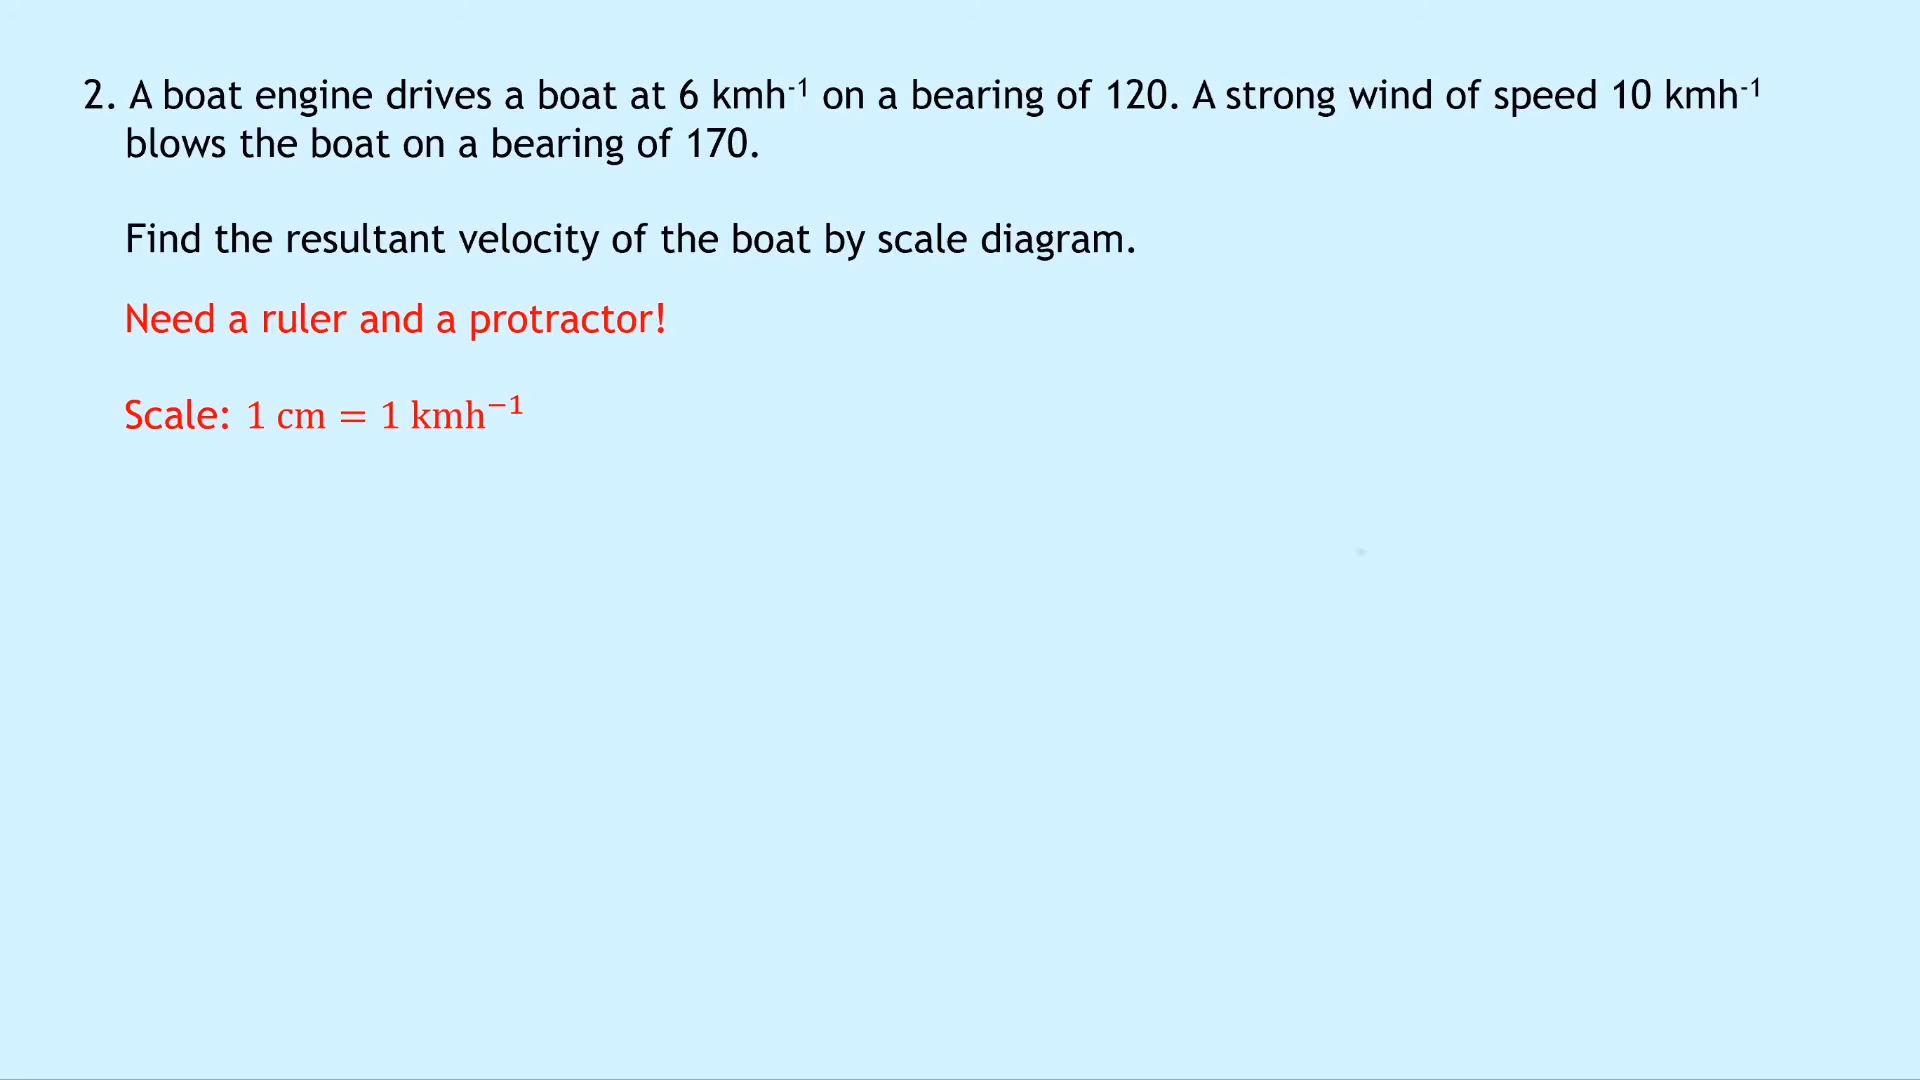 2. A boat engine drives a boat at 6 kmh⁻¹ on a bearing of 120. A strong wind of speed 10 kmh⁻¹
blows the boat on a bearing of 170.
Find the resultant velocity of the boat by scale diagram.
Need a ruler and a protractor!
Scale: 1 cm = 1 kmh⁻¹